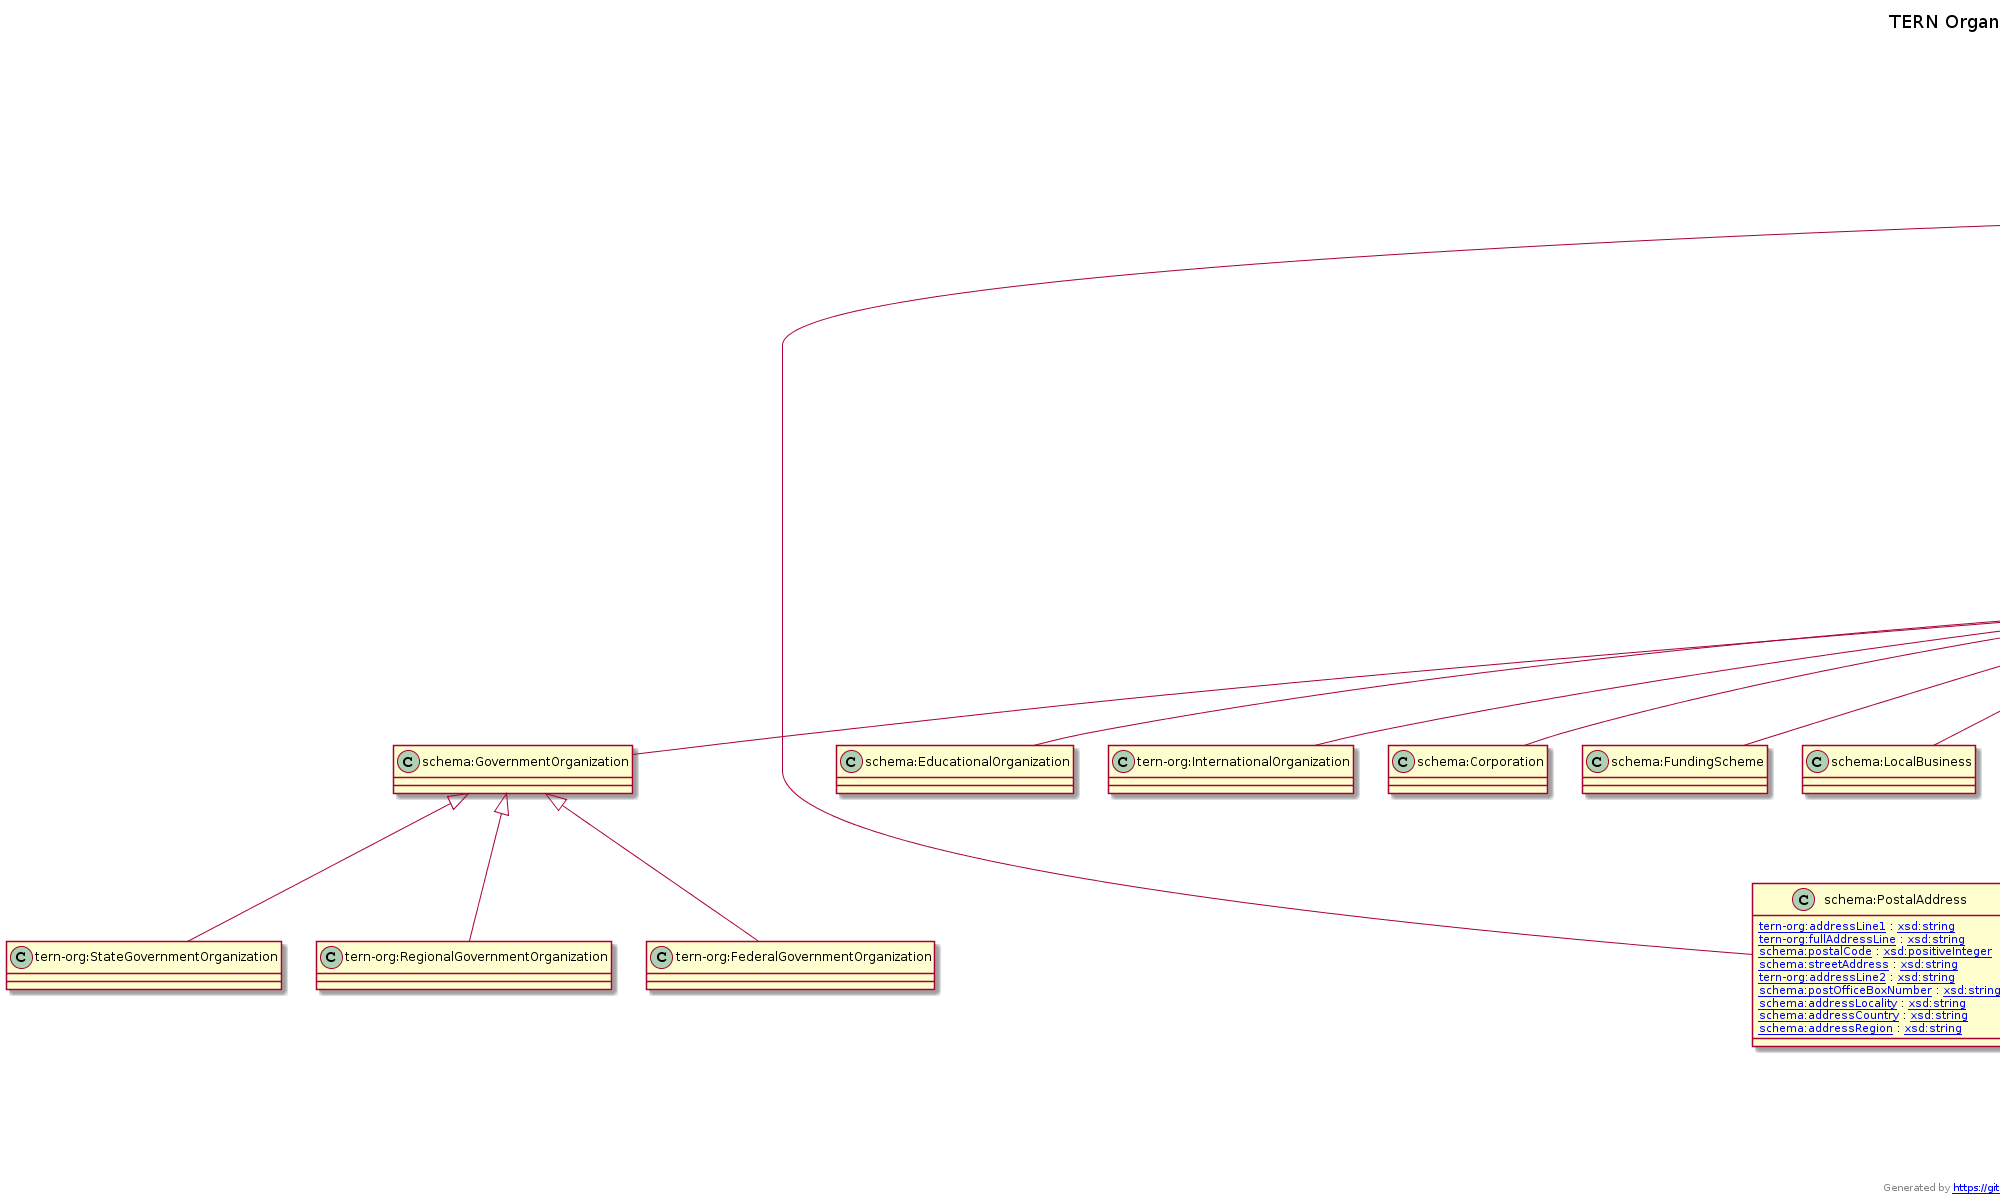 TERN Organ
C schema:GovernmentOrganization
C schema:EducationalOrganization
C tern-org:InternationalOrganization
C schema:Corporation
C schema:FundingScheme
C schema:LocalBusiness
C tern-org:StateGovernmentOrganization
C tern-org:RegionalGovernmentOrganization
C tern-org:FederalGovernmentOrganization
C schema:PostalAddress
tern-org:addressLine1 : xsd:string
tern-org:fullAddressLine : xsd:string
schema:postalCode : xsd:positiveInteger
schema:streetAddress : xsd:string
tern-org:addressLine2 : xsd:string
schema:postOfficeBoxNumber : xsd:string
schema:addressLocality : xsd:string
schema:addressCountry : xsd:string
schema:addressRegion : xsd:string
Generated by https://git